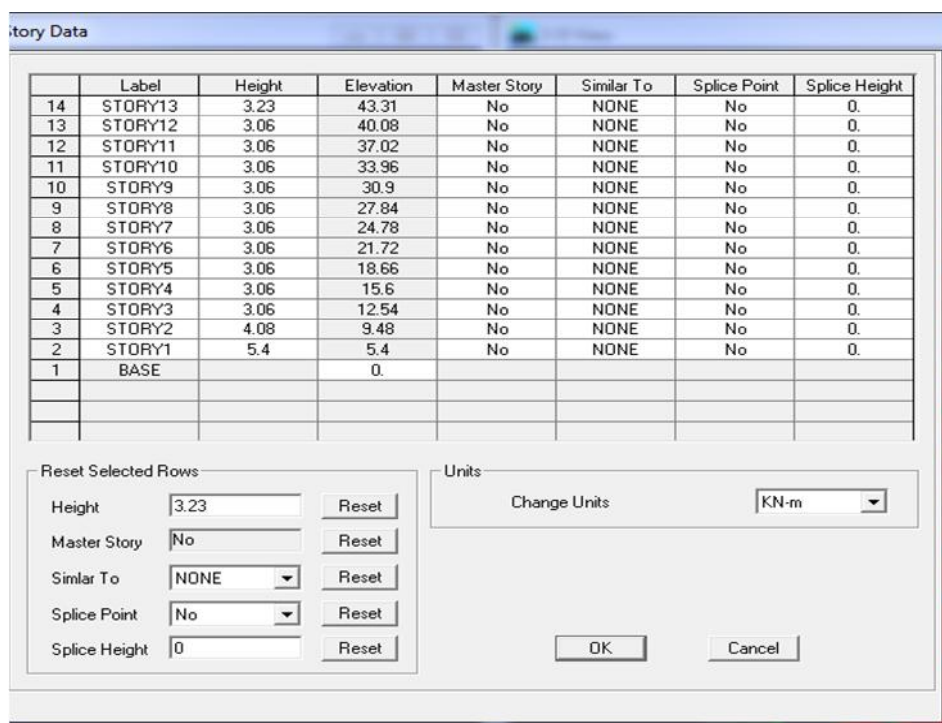 tory Data
Label Height Elevation Master Story Similar To Splice Point Splice Height
14 STORY13 3.23 43.31 No NONE No 0.
13 STORY12 3.06 40.08 No NONE No 0.
12 STORY11 3.06 37.02 No NONE No 0.
11 STORY10 3.06 33.96 No NONE No 0.
10 STORY9 3.06 30.9 No NONE No 0.
9 STORY8 3.06 27.84 No NONE No 0.
8 STORY7 3.06 24.78 No NONE No 0.
7 STORY6 3.06 21.72 No NONE No 0.
6 STORY5 3.06 18.66 No NONE No 0.
5 STORY4 3.06 15.6 No NONE No 0.
4 STORY3 3.06 12.54 No NONE No 0.
3 STORY2 4.08 9.48 No NONE No 0.
2 STORY1 5.4 5.4 No NONE No 0.
1 BASE 0.
Reset Selected Rows
Height 3.23 Reset
Master Story No Reset
Simlar To NONE Reset
Splice Point No Reset
Splice Height 0 Reset
Units
Change Units KN-m
OK Cancel